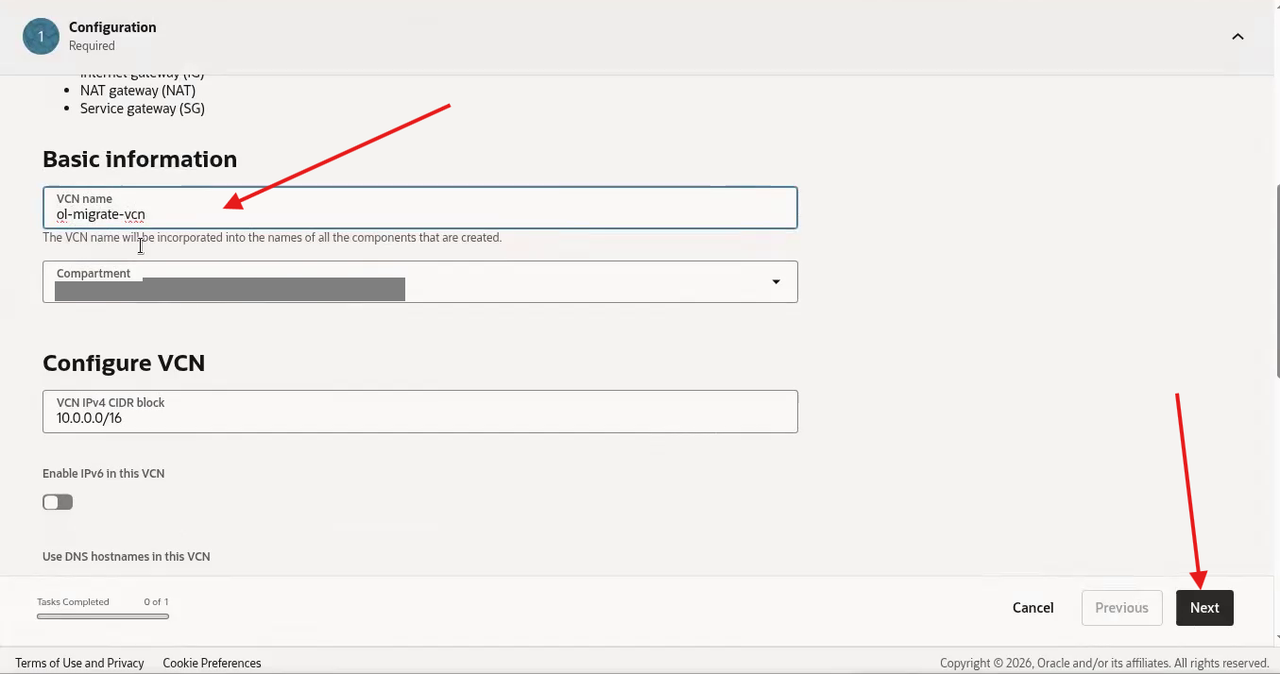 1
Configuration
Required
Internet gateway (IG)
NAT gateway (NAT)
Service gateway (SG)
Basic information
VCN name
ol-migrate-vcn
The VCN name will be incorporated into the names of all the components that are created.
Compartment
Configure VCN
VCN IPv4 CIDR block
10.0.0.0/16
Enable IPv6 in this VCN
Use DNS hostnames in this VCN
Tasks Completed 0 of 1
Cancel Previous Next
Terms of Use and Privacy Cookie Preferences Copyright © 2026, Oracle and/or its affiliates. All rights reserved.